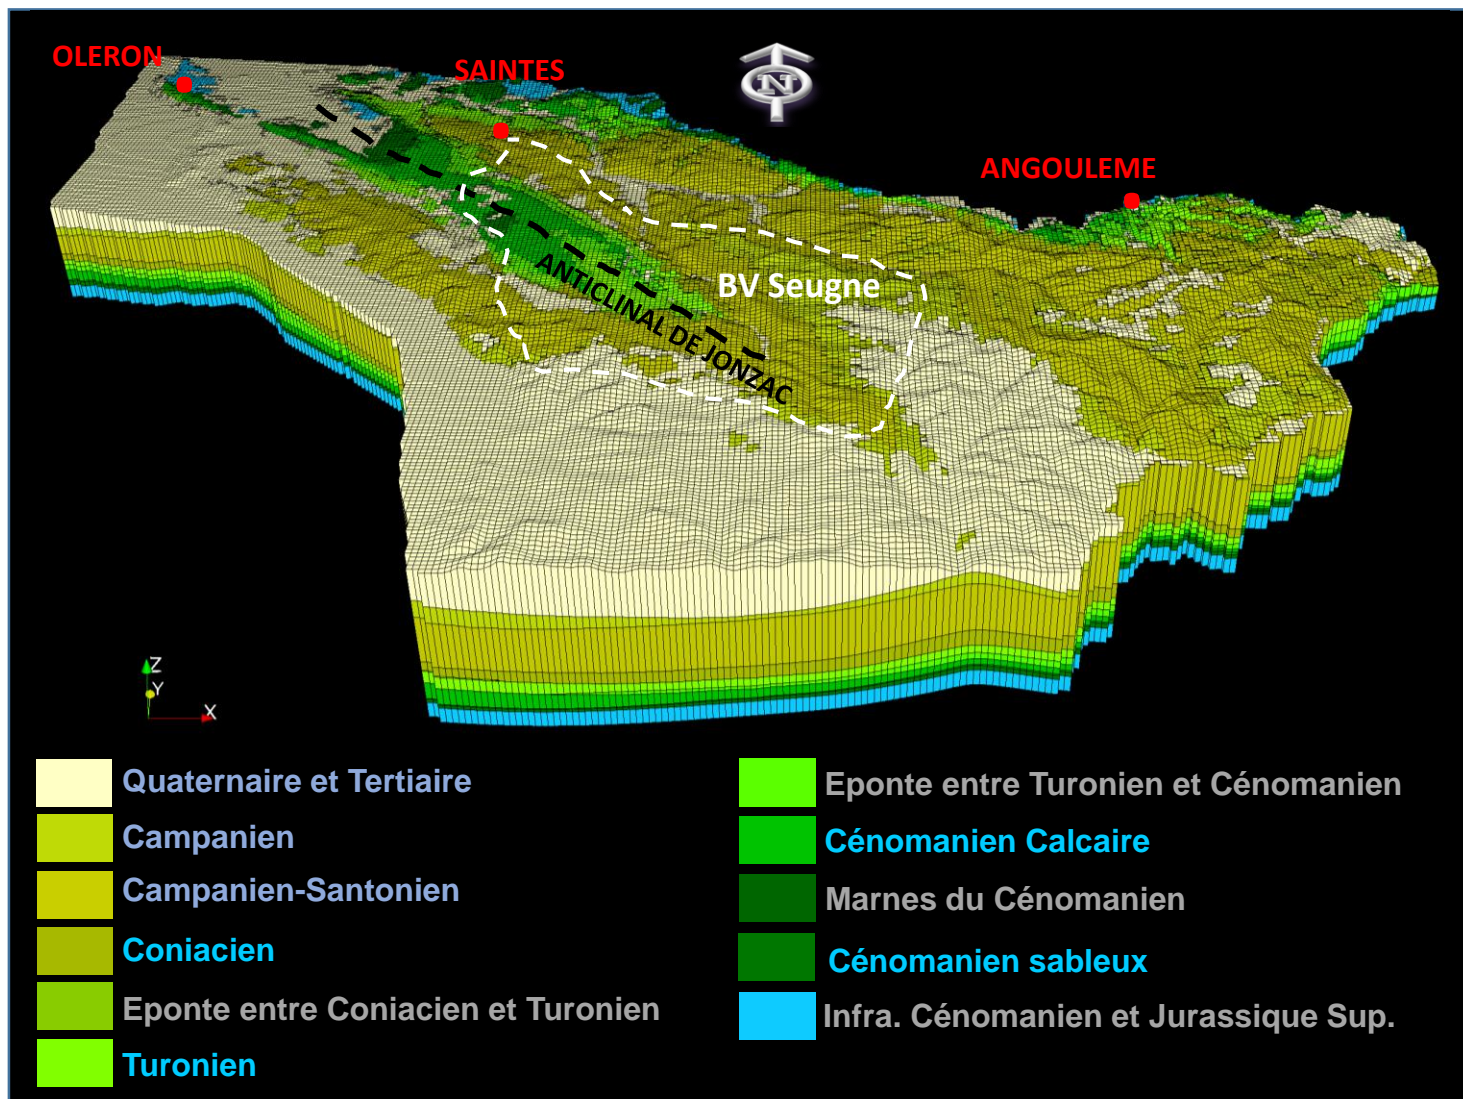 OLERON
SAINTES
N
ANGOULEME
BV Seugne
ANTICLINAL DE JONZAC
Z
Y
X
Quaternaire et Tertiaire
Campanien
Campanien-Santonien
Coniacien
Eponte entre Coniacien et Turonien
Turonien
Eponte entre Turonien et Cénomanien
Cénomanien Calcaire
Marnes du Cénomanien
Cénomanien sableux
Infra. Cénomanien et Jurassique Sup.